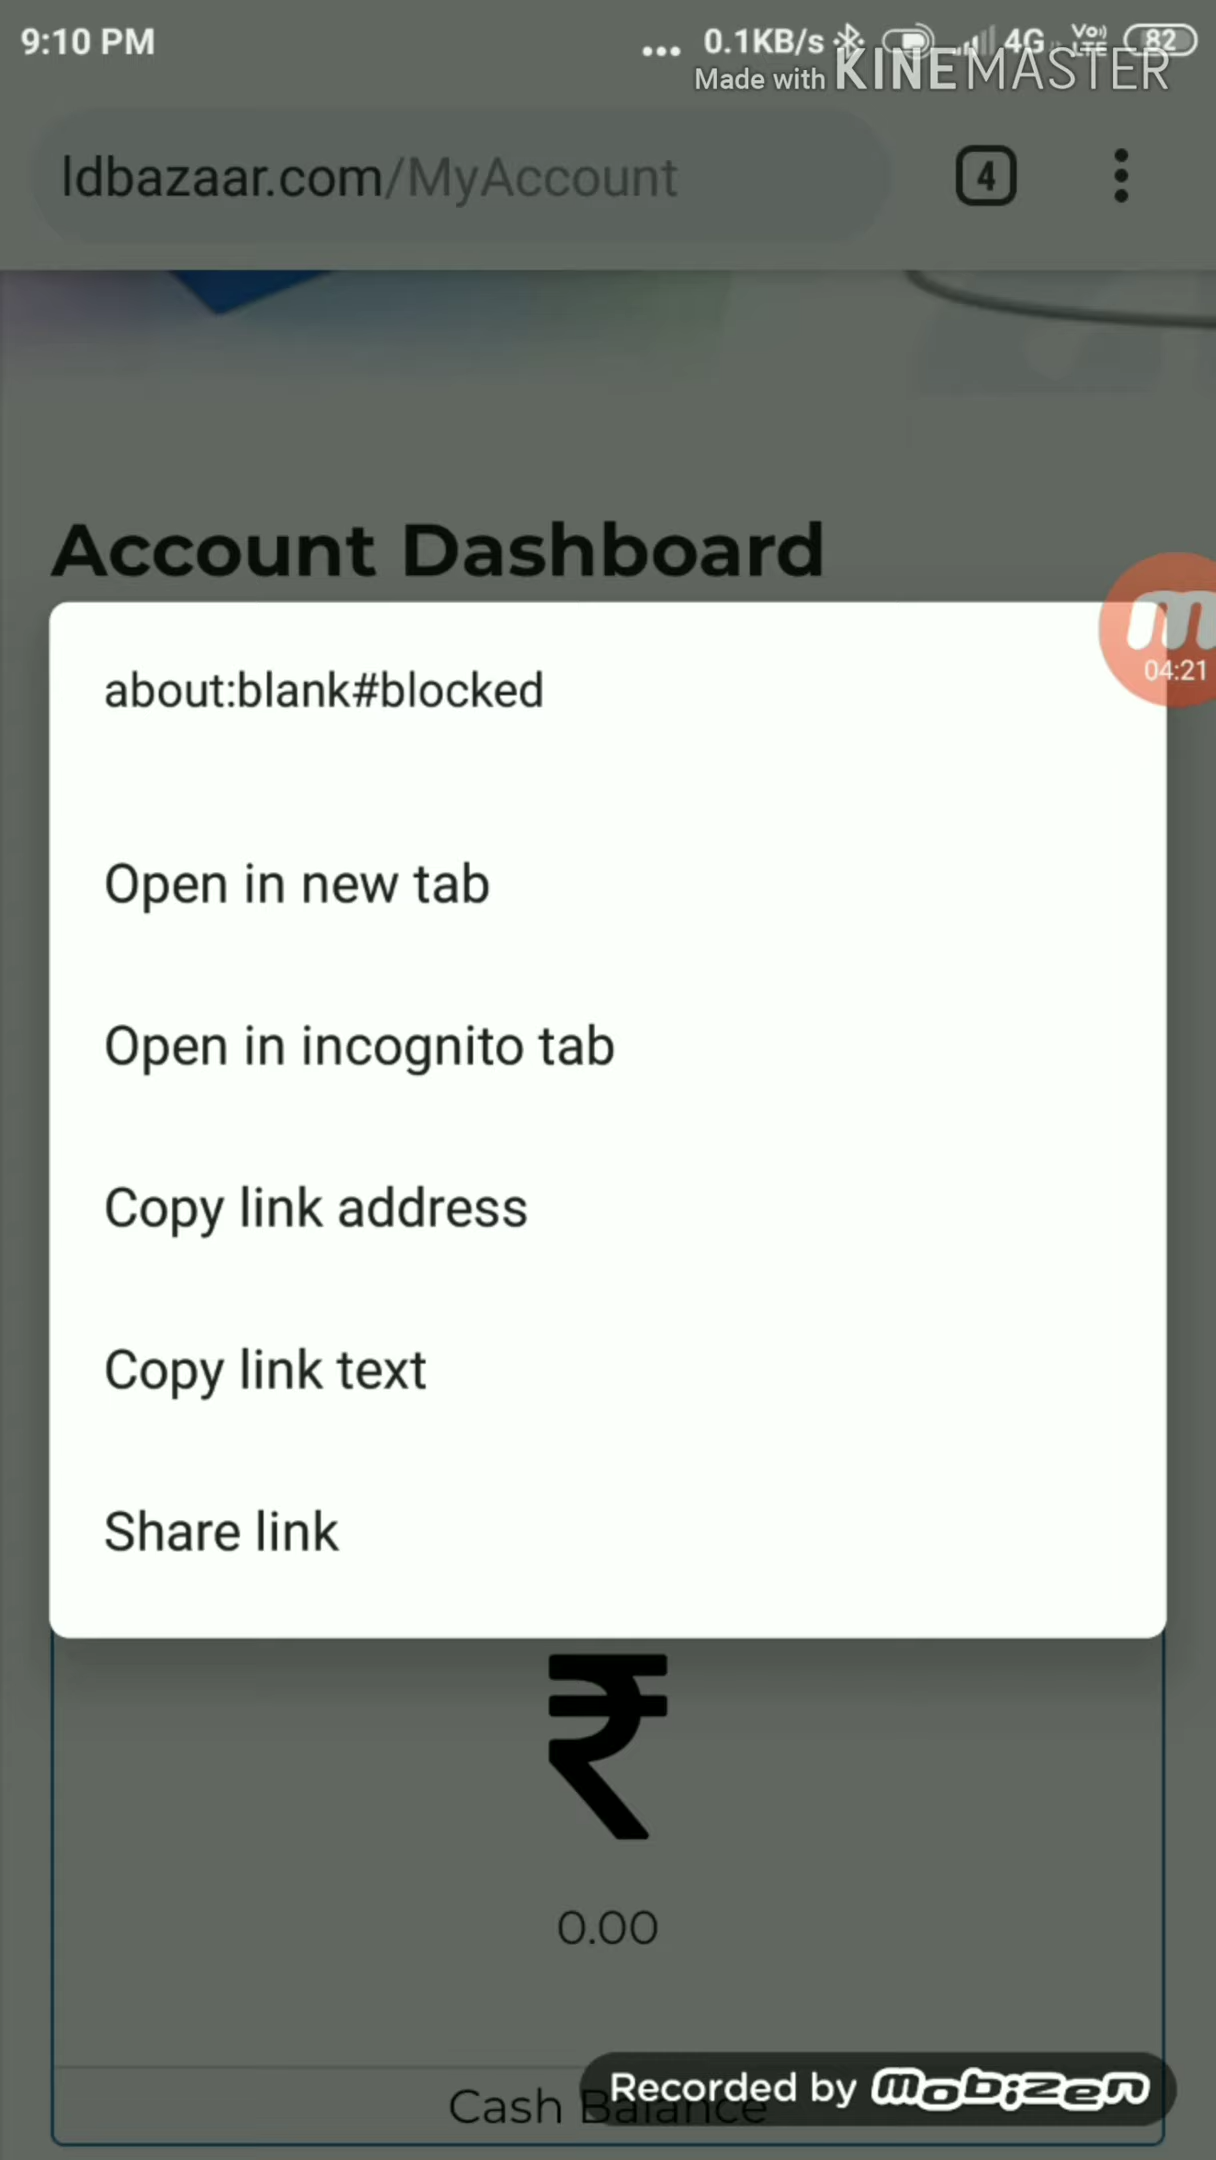 9:10 PM
... 0.1KB/s 4G Vo) LTE 82
Made with KINEMASTER
ldbazaar.com/MyAccount
4
Account Dashboard
04:21
about:blank#blocked
Open in new tab
Open in incognito tab
Copy link address
Copy link text
Share link
₹
0.00
Cash Balance
Recorded by mobizen